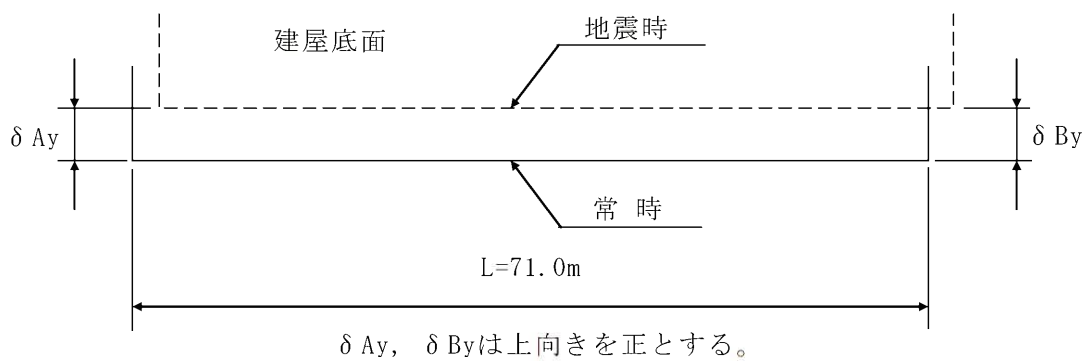 地震時
建屋底面
δAy
δBy
常 時
L=71.0m
δAy, δByは上向きを正とする。